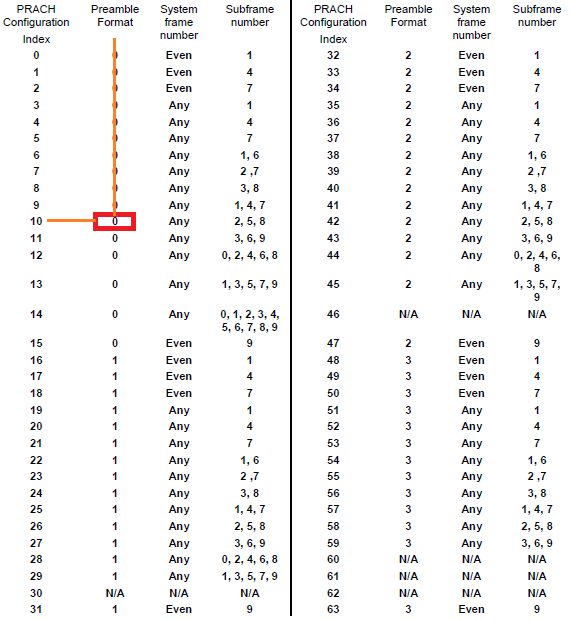 PRACH Preamble System Subframe
Configuration Format frame number
Index number
0 0 Even 1
1 0 Even 4
2 0 Even 7
3 0 Any 1
4 0 Any 4
5 0 Any 7
6 0 Any 1, 6
7 0 Any 2 ,7
8 0 Any 3, 8
9 0 Any 1, 4, 7
10 0 Any 2, 5, 8
11 0 Any 3, 6, 9
12 0 Any 0, 2, 4, 6, 8
13 0 Any 1, 3, 5, 7, 9
14 0 Any 0, 1, 2, 3, 4,
5, 6, 7, 8, 9
15 0 Even 9
16 1 Even 1
17 1 Even 4
18 1 Even 7
19 1 Any 1
20 1 Any 4
21 1 Any 7
22 1 Any 1, 6
23 1 Any 2 ,7
24 1 Any 3, 8
25 1 Any 1, 4, 7
26 1 Any 2, 5, 8
27 1 Any 3, 6, 9
28 1 Any 0, 2, 4, 6, 8
29 1 Any 1, 3, 5, 7, 9
30 N/A N/A N/A
31 1 Even 9
PRACH Preamble System Subframe
Configuration Format frame number
Index number
32 2 Even 1
33 2 Even 4
34 2 Even 7
35 2 Any 1
36 2 Any 4
37 2 Any 7
38 2 Any 1, 6
39 2 Any 2 ,7
40 2 Any 3, 8
41 2 Any 1, 4, 7
42 2 Any 2, 5, 8
43 2 Any 3, 6, 9
44 2 Any 0, 2, 4, 6,
8
45 2 Any 1, 3, 5, 7,
9
46 N/A N/A N/A
47 2 Even 9
48 3 Even 1
49 3 Even 4
50 3 Even 7
51 3 Any 1
52 3 Any 4
53 3 Any 7
54 3 Any 1, 6
55 3 Any 2 ,7
56 3 Any 3, 8
57 3 Any 1, 4, 7
58 3 Any 2, 5, 8
59 3 Any 3, 6, 9
60 N/A N/A N/A
61 N/A N/A N/A
62 N/A N/A N/A
63 3 Even 9